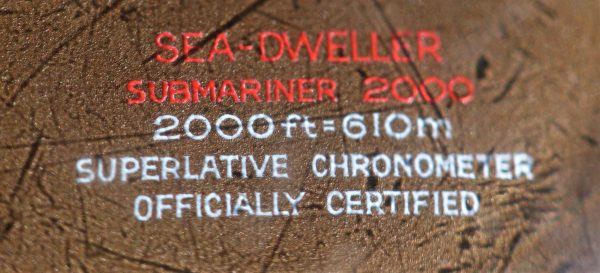 SEA-DWELLER
SUBMARINER 2000
2000ft=610m
SUPERLATIVE CHRONOMETER
OFFICIALLY CERTIFIED